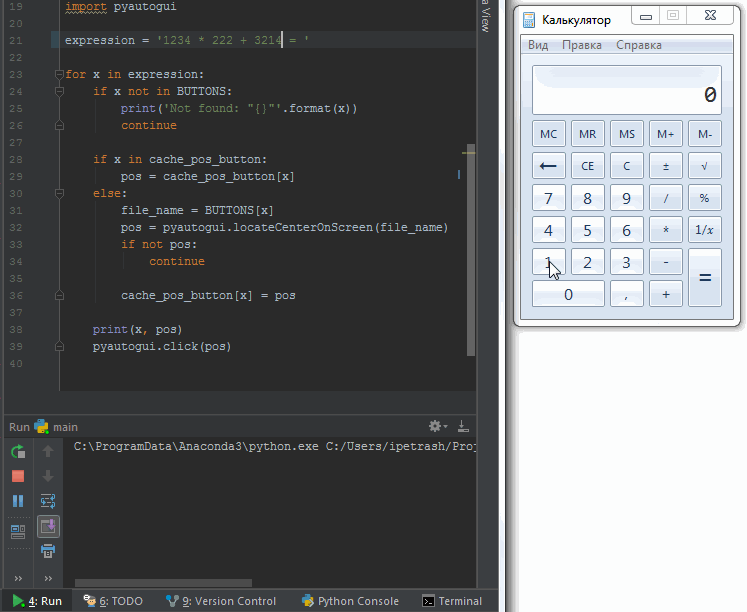 a View
19 import pyautogui
20
21 expression = '1234 * 222 + 3214 = '
22
23 for x in expression:
24 if x not in BUTTONS:
25 print('Not found: "{}"'.format(x))
26 continue
27
28 if x in cache_pos_button:
29 pos = cache_pos_button[x]
30 else:
31 file_name = BUTTONS[x]
32 pos = pyautogui.locateCenterOnScreen(file_name)
33 if not pos:
34 continue
35
36 cache_pos_button[x] = pos
37
38 print(x, pos)
39 pyautogui.click(pos)
40
Run main
C:\ProgramData\Anaconda3\python.exe C:/Users/ipetrash/Pro
4: Run 6: TODO 9: Version Control Python Console Terminal
Калькулятор
Вид Правка Справка
0
MC MR MS M+ M-
← CE C ± √
7 8 9 / %
4 5 6 * 1/x
1 2 3 - =
0 , +